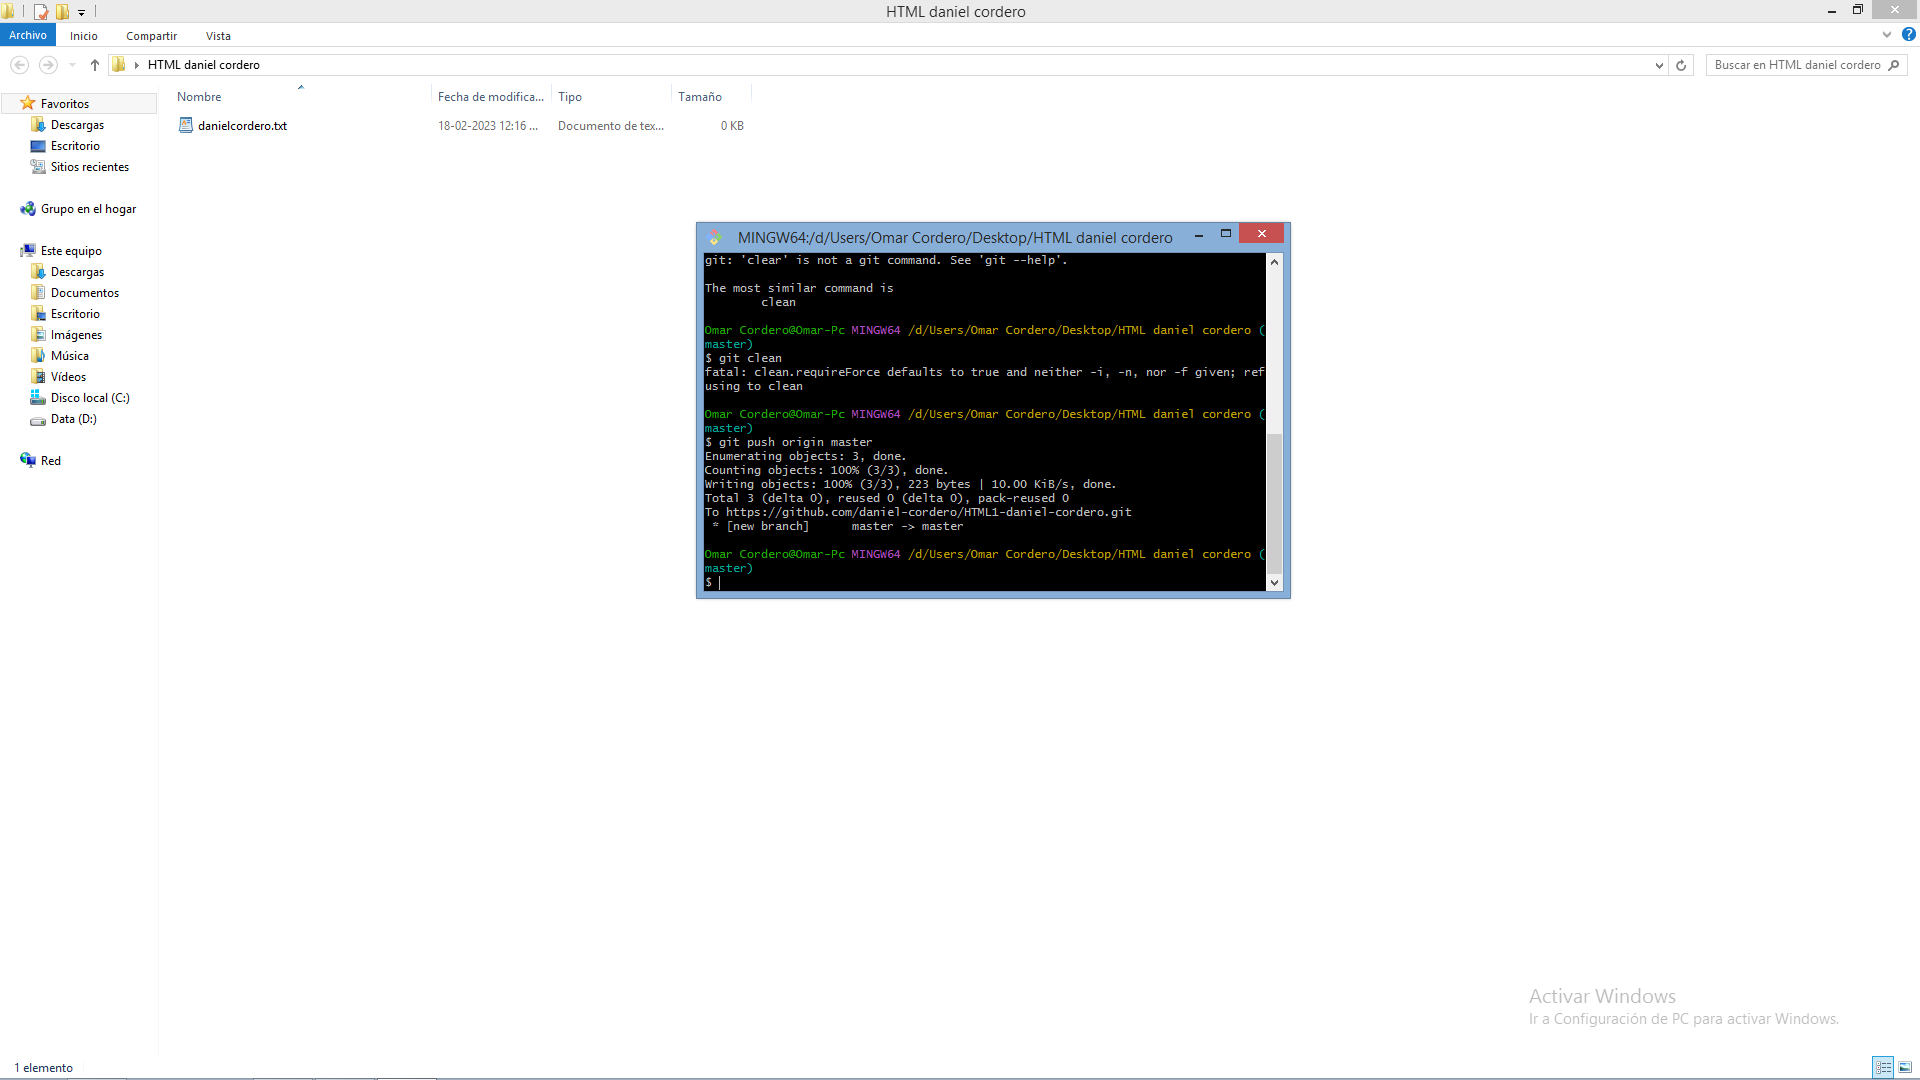 HTML daniel cordero
Archivo
Inicio
Compartir
Vista
HTML daniel cordero
Buscar en HTML daniel cordero
Nombre
Fecha de modifica...
Tipo
Tamaño
danielcordero.txt
18-02-2023 12:16 ...
Documento de tex...
0 KB
Favoritos
Descargas
Escritorio
Sitios recientes
Grupo en el hogar
Este equipo
Descargas
Documentos
Escritorio
Imágenes
Música
Vídeos
Disco local (C:)
Data (D:)
Red
MINGW64:/d/Users/Omar Cordero/Desktop/HTML daniel cordero
git: 'clear' is not a git command. See 'git --help'.
The most similar command is
clean
Omar Cordero@Omar-Pc MINGW64 /d/Users/Omar Cordero/Desktop/HTML daniel cordero (
master)
$ git clean
fatal: clean.requireForce defaults to true and neither -i, -n, nor -f given; ref
using to clean
Omar Cordero@Omar-Pc MINGW64 /d/Users/Omar Cordero/Desktop/HTML daniel cordero (
master)
$ git push origin master
Enumerating objects: 3, done.
Counting objects: 100% (3/3), done.
Writing objects: 100% (3/3), 223 bytes | 10.00 KiB/s, done.
Total 3 (delta 0), reused 0 (delta 0), pack-reused 0
To https://github.com/daniel-cordero/HTML1-daniel-cordero.git
* [new branch]      master -> master
Omar Cordero@Omar-Pc MINGW64 /d/Users/Omar Cordero/Desktop/HTML daniel cordero (
master)
$
Activar Windows
Ir a Configuración de PC para activar Windows.
1 elemento